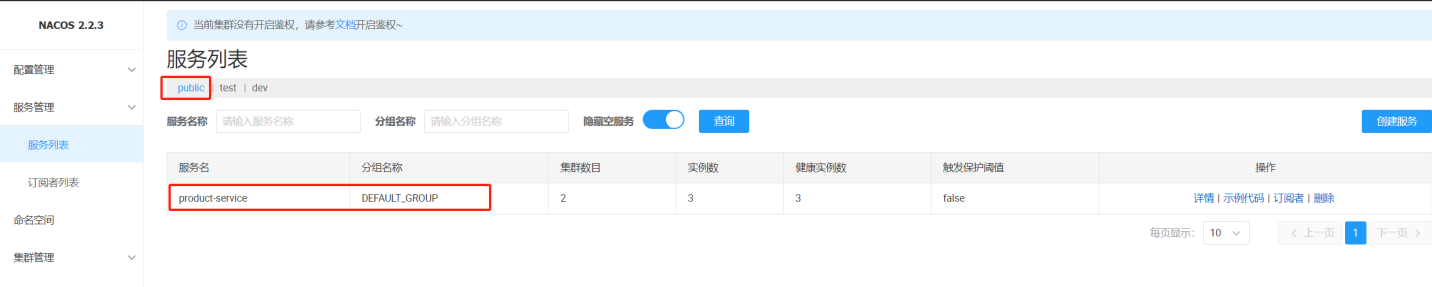 NACOS 2.2.3
当前集群没有开启鉴权，请参考文档开启鉴权~
服务列表
配置管理
public | test | dev
服务管理
服务名称 请输入服务名称 分组名称 请输入分组名称 隐藏空服务 查询 创建服务
服务列表
服务名 分组名称 集群数目 实例数 健康实例数 触发保护阈值 操作
订阅者列表
product-service DEFAULT_GROUP 2 3 3 false 详情 | 示例代码 | 订阅者 | 删除
命名空间
每页显示: 10 上一页 1 下一页
集群管理